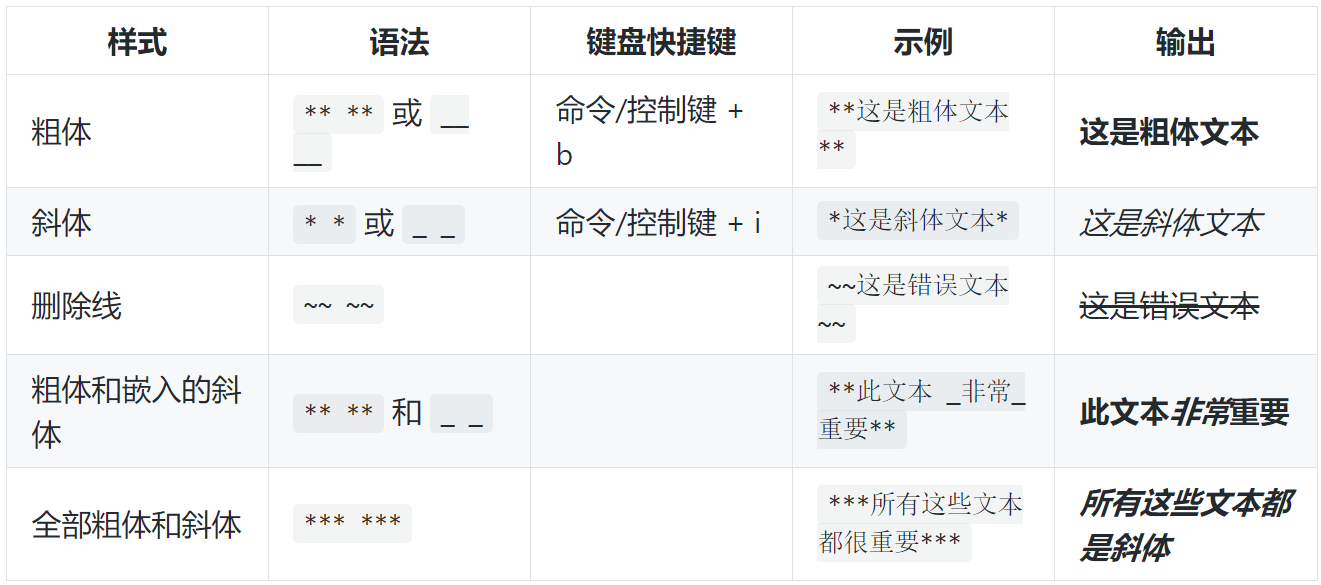 样式 语法 键盘快捷键 示例 输出
粗体 ** ** 或 __ __ 命令/控制键 + b **这是粗体文本** 这是粗体文本
斜体 * * 或 _ _ 命令/控制键 + i *这是斜体文本* 这是斜体文本
删除线 ~~ ~~ ~~这是错误文本~~ 这是错误文本
粗体和嵌入的斜体 ** ** 和 _ _ **此文本 _非常_重要** 此文本非常重要
全部粗体和斜体 *** *** ***所有这些文本都很重要*** 所有这些文本都是斜体